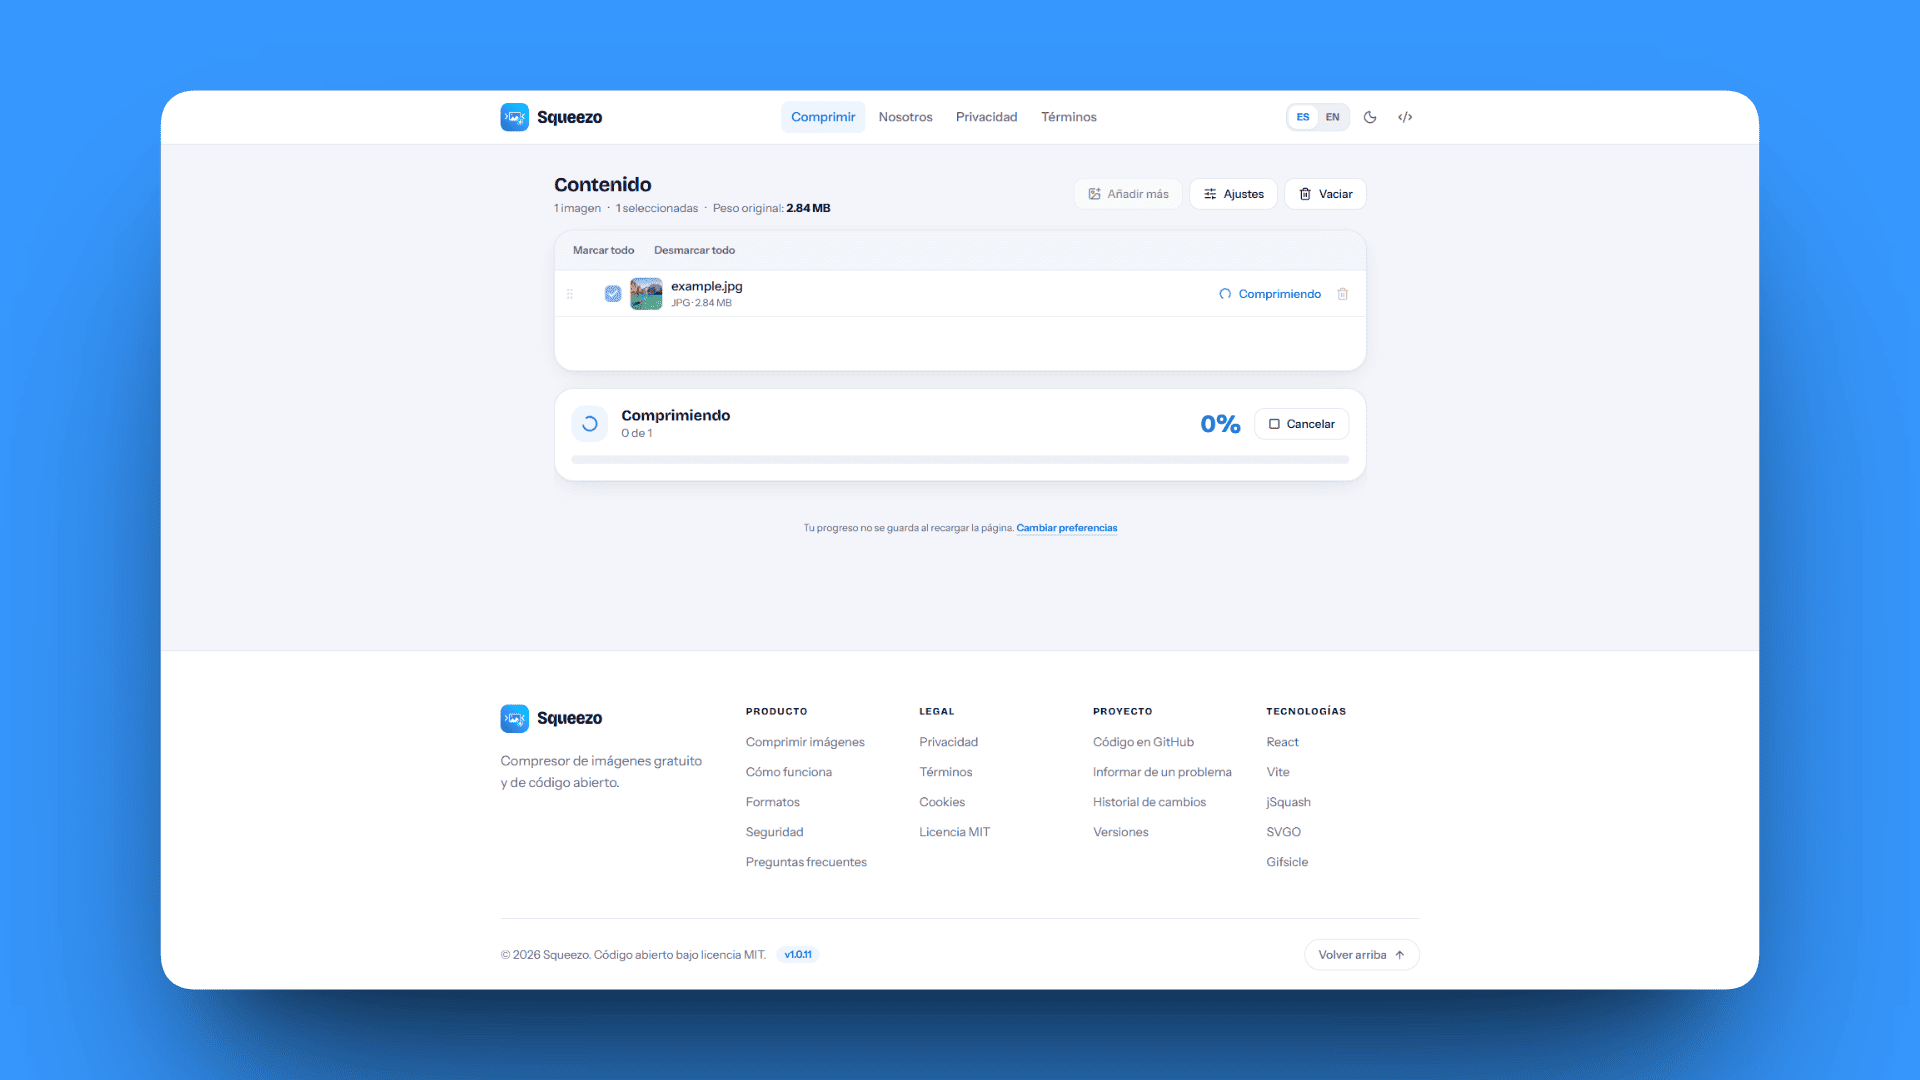 Squeezo
Comprimir
Nosotros
Privacidad
Términos
ES
EN
Contenido
1 imagen · 1 seleccionadas · Peso original: 2.84 MB
Añadir más
Ajustes
Vaciar
Marcar todo
Desmarcar todo
example.jpg
JPG · 2.84 MB
Comprimiendo
Comprimiendo
0 de 1
0%
Cancelar
Tu progreso no se guarda al recargar la página. Cambiar preferencias
Squeezo
Compresor de imágenes gratuito
y de código abierto.
PRODUCTO
Comprimir imágenes
Cómo funciona
Formatos
Seguridad
Preguntas frecuentes
LEGAL
Privacidad
Términos
Cookies
Licencia MIT
PROYECTO
Código en GitHub
Informar de un problema
Historial de cambios
Versiones
TECNOLOGÍAS
React
Vite
jSquash
SVGO
Gifsicle
© 2026 Squeezo. Código abierto bajo licencia MIT.
v1.0.11
Volver arriba